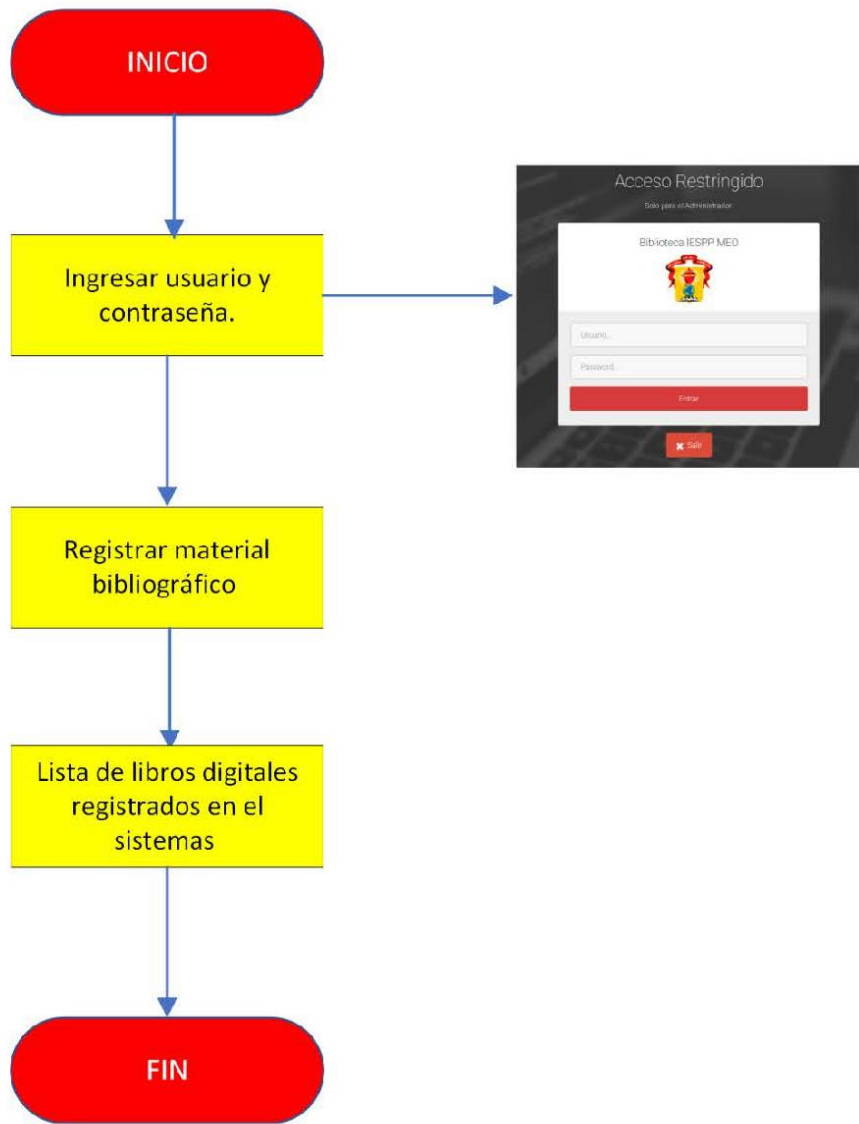 INICIO
Ingresar usuario y
contraseña.
Acceso Restringido
Solo para el Administrador
Biblioteca IESPP MEO
Usuario...
Password...
Entrar
✖ Salir
Registrar material
bibliográfico
Lista de libros digitales
registrados en el
sistemas
FIN